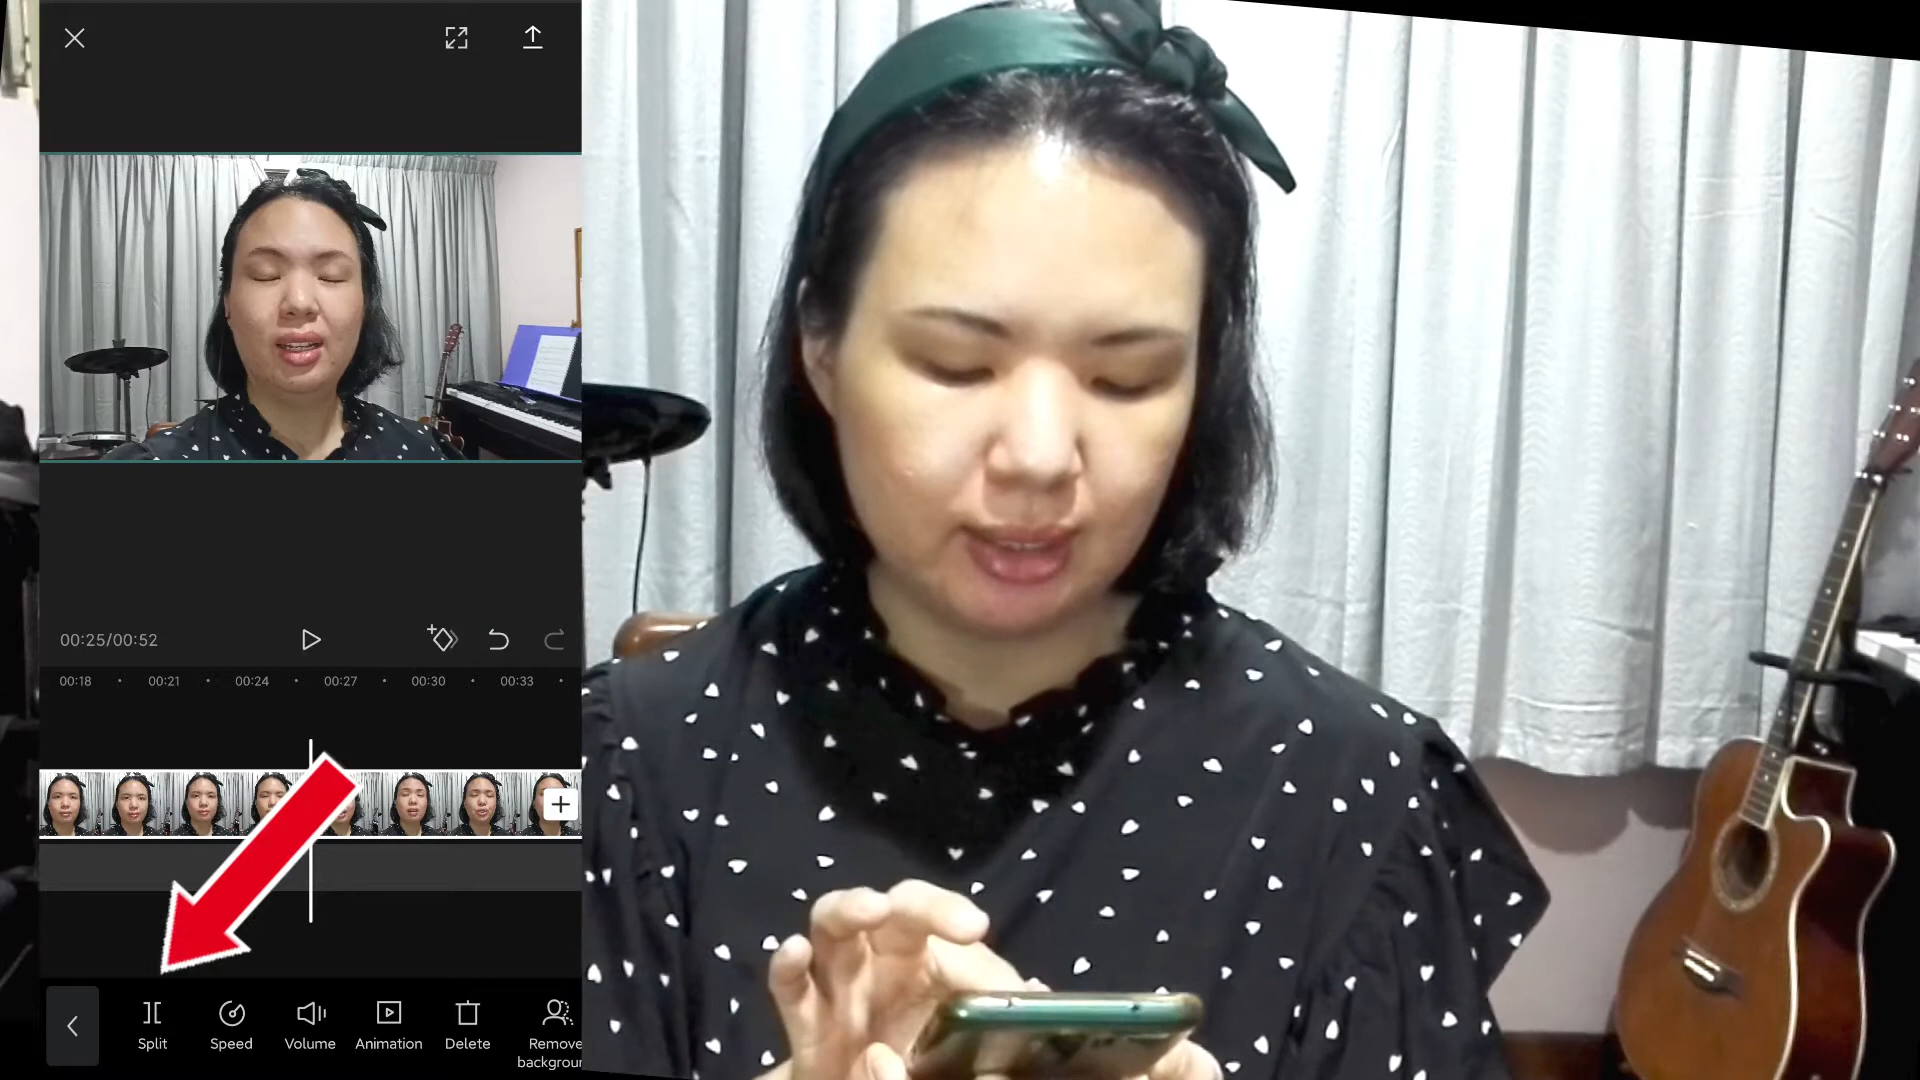 00:25/00:52
00:18 00:21 00:24 00:27 00:30 00:33
Split Speed Volume Animation Delete Remove
backgroun